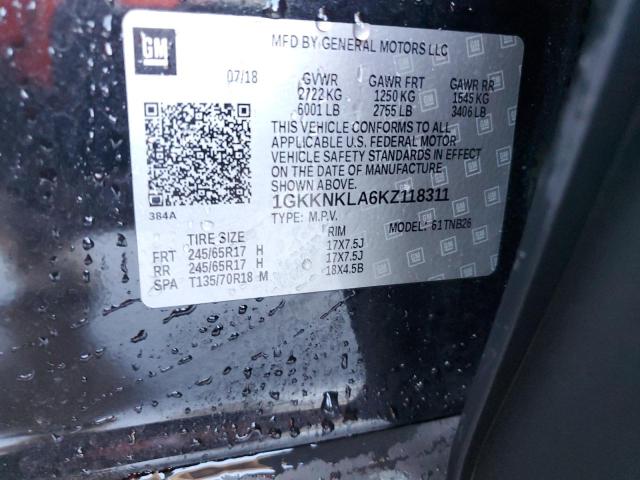 GM
MFD BY GENERAL MOTORS LLC
07/18 GVWR GAWR FRT GAWR RR
2722 KG 1250 KG 1545 KG
6001 LB 2755 LB 3406 LB
THIS VEHICLE CONFORMS TO ALL
APPLICABLE U.S. FEDERAL MOTOR
VEHICLE SAFETY STANDARDS IN EFFECT
ON THE DATE OF MANUFACTURE.
1GKKNKLA6KZ118311
384A
TYPE: M.P.V. MODEL: 61TNB26
TIRE SIZE RIM
FRT 245/65R17 H 17X7.5J
RR 245/65R17 H 17X7.5J
SPA T135/70R18 M 18X4.5B